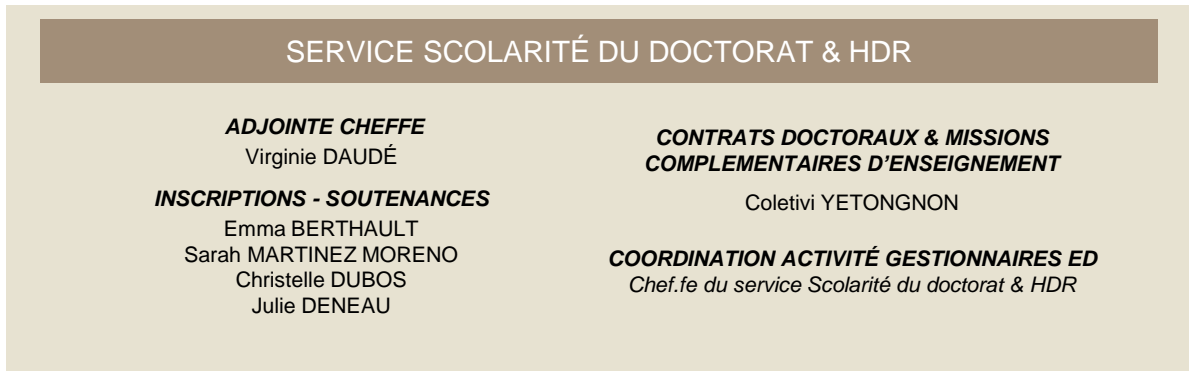 SERVICE SCOLARITÉ DU DOCTORAT & HDR
ADJOINTE CHEFFE
Virginie DAUDÉ
INSCRIPTIONS - SOUTENANCES
Emma BERTHAULT
Sarah MARTINEZ MORENO
Christelle DUBOS
Julie DENEAU
CONTRATS DOCTORAUX & MISSIONS
COMPLEMENTAIRES D'ENSEIGNEMENT
Coletivi YETONGNON
COORDINATION ACTIVITÉ GESTIONNAIRES ED
Chef.fe du service Scolarité du doctorat & HDR